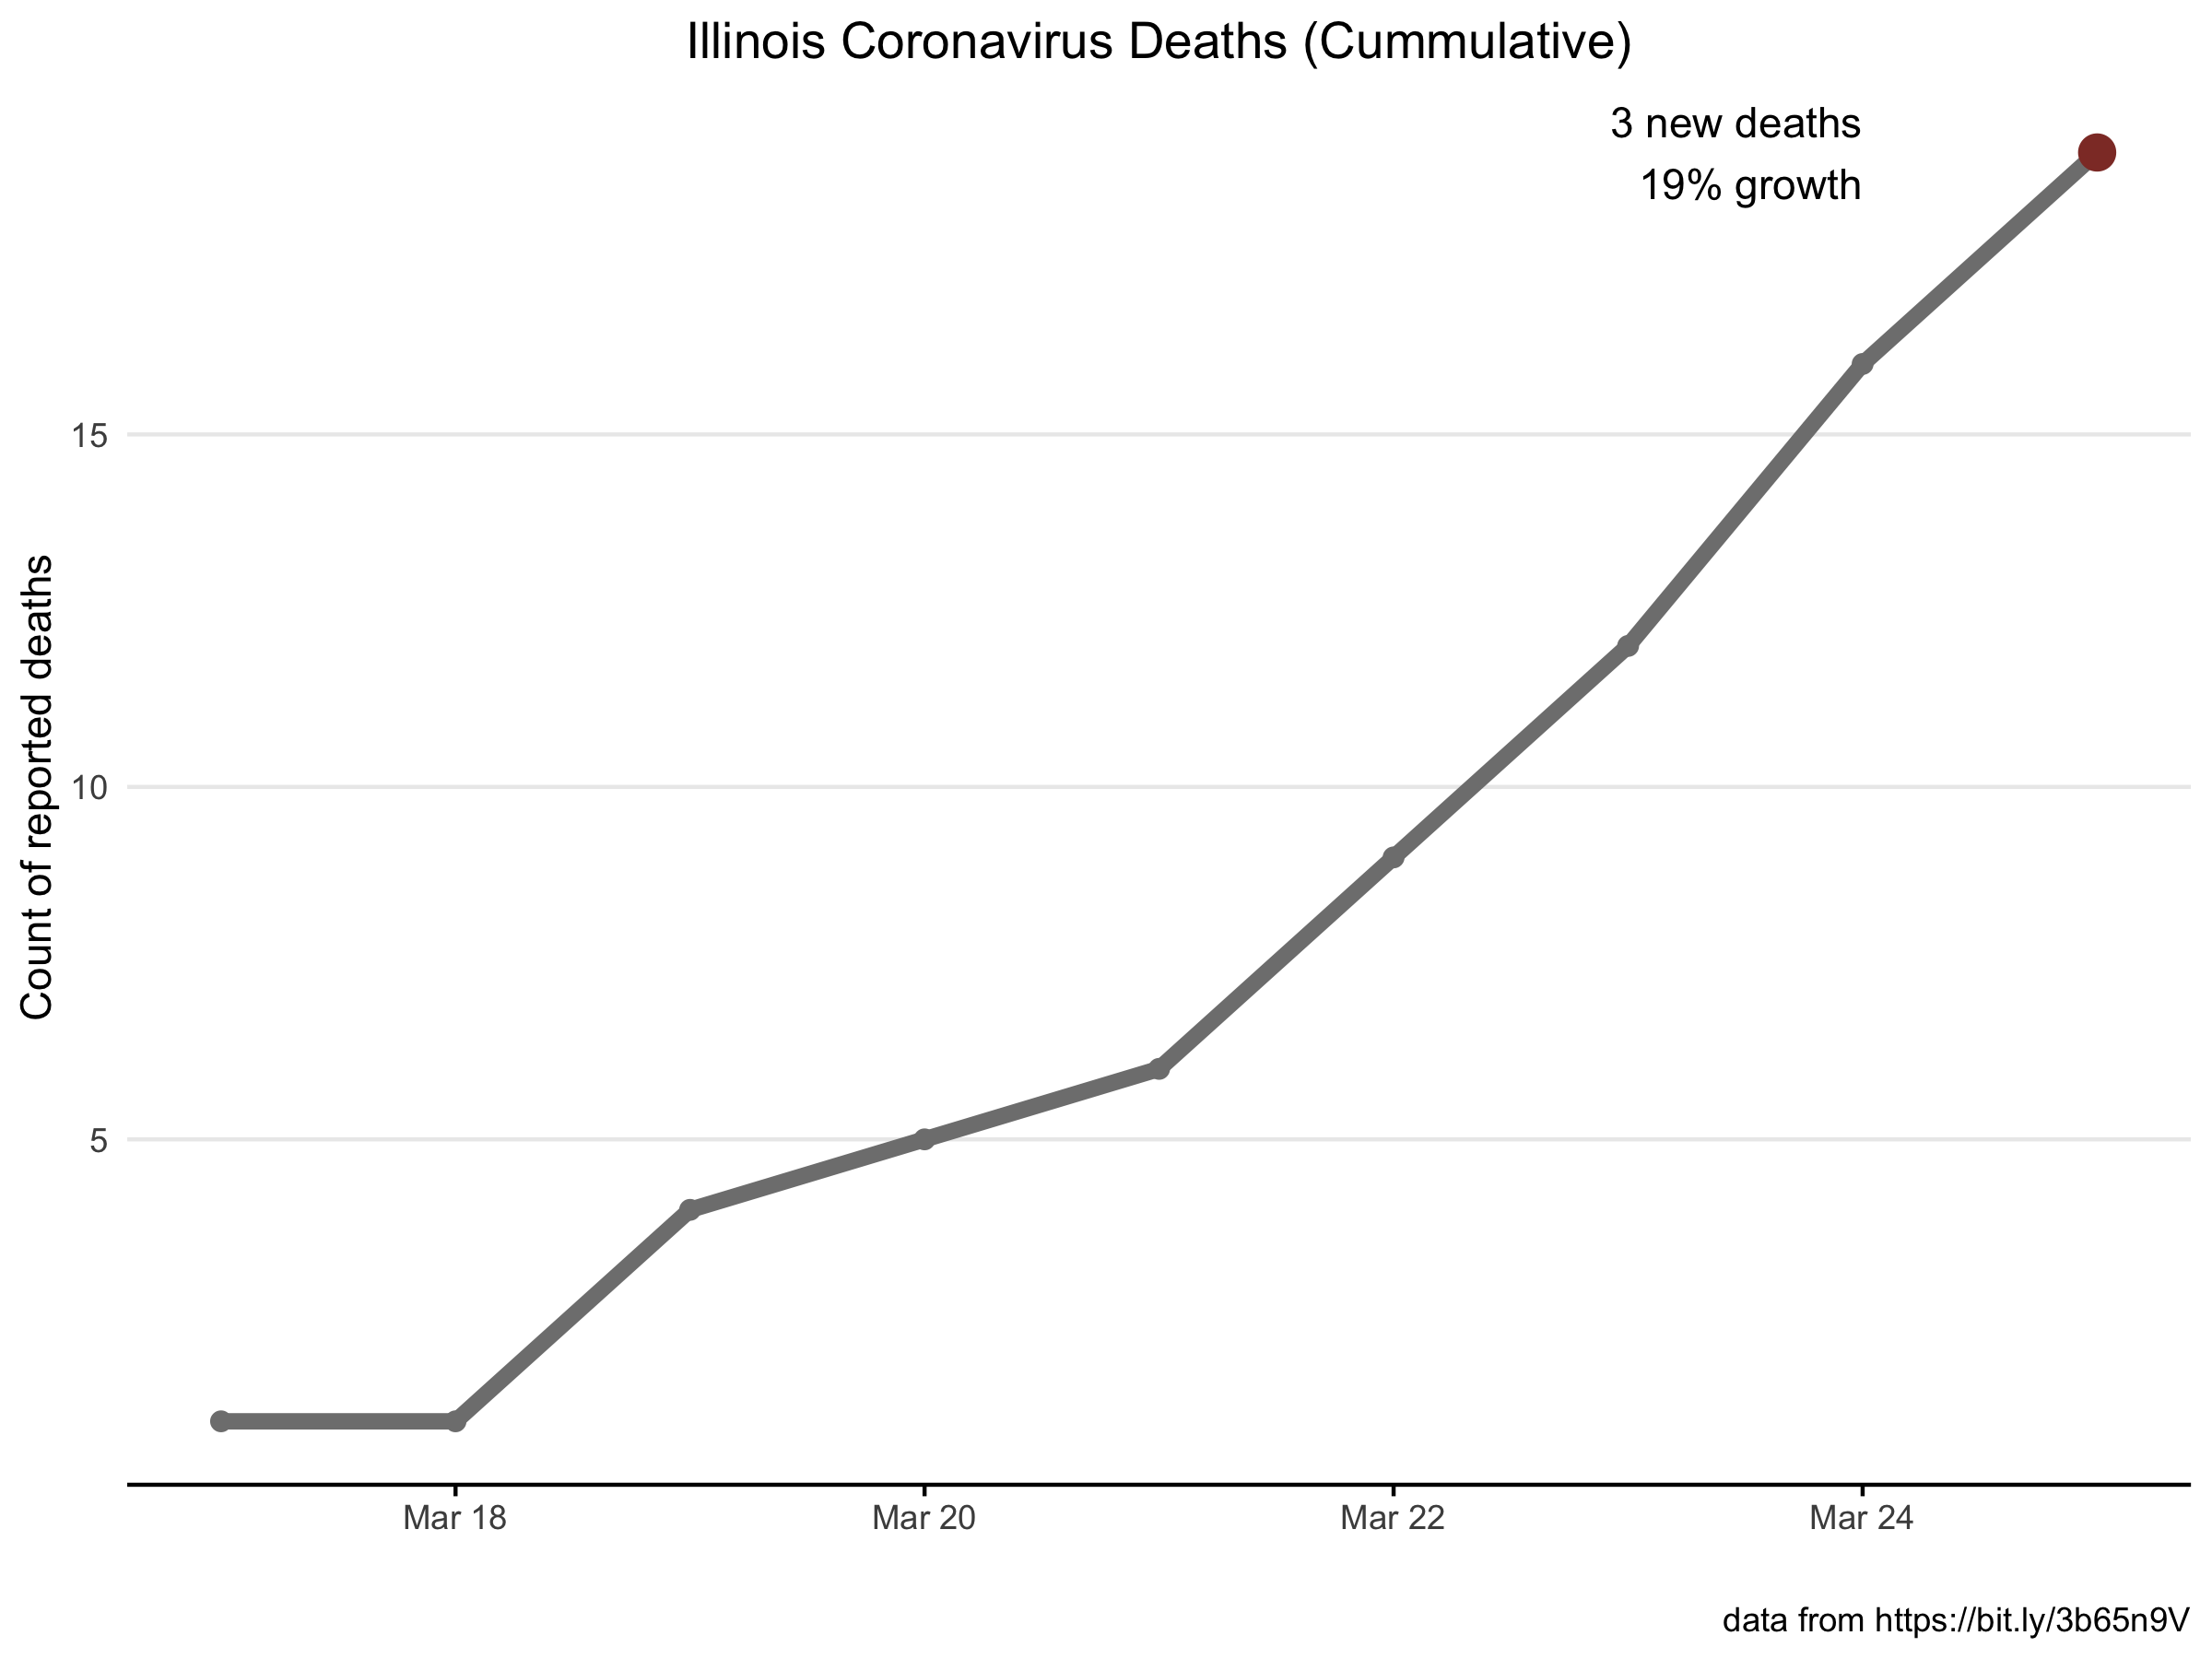 Illinois Coronavirus Deaths (Cummulative)
3 new deaths
19% growth
15
10
5
Count of reported deaths
Mar 18
Mar 20
Mar 22
Mar 24
data from https://bit.ly/3b65n9V